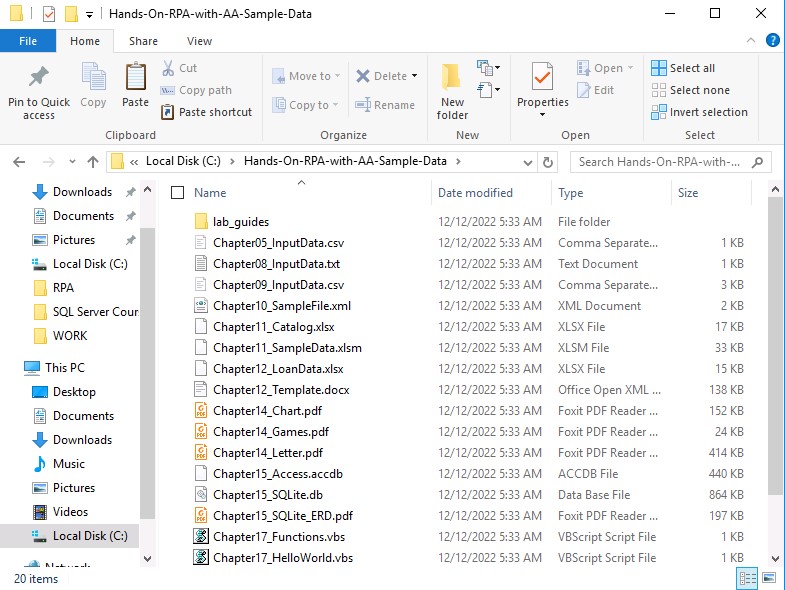 Hands-On-RPA-with-AA-Sample-Data
File Home Share View
Pin to Quick access
Copy
Paste
Cut
Copy path
Paste shortcut
Clipboard
Move to
Copy to
Delete
Rename
Organize
New folder
New
Properties
Open
Edit
Open
Select all
Select none
Invert selection
Select
« Local Disk (C:) > Hands-On-RPA-with-AA-Sample-Data >
Search Hands-On-RPA-with-...
Downloads
Documents
Pictures
Local Disk (C:)
RPA
SQL Server Cour
WORK
This PC
Desktop
Documents
Downloads
Music
Pictures
Videos
Local Disk (C:)
Name Date modified Type Size
lab_guides 12/12/2022 5:33 AM File folder
Chapter05_InputData.csv 12/12/2022 5:33 AM Comma Separate... 1 KB
Chapter08_InputData.txt 12/12/2022 5:33 AM Text Document 1 KB
Chapter09_InputData.csv 12/12/2022 5:33 AM Comma Separate... 3 KB
Chapter10_SampleFile.xml 12/12/2022 5:33 AM XML Document 2 KB
Chapter11_Catalog.xlsx 12/12/2022 5:33 AM XLSX File 17 KB
Chapter11_SampleData.xlsm 12/12/2022 5:33 AM XLSM File 33 KB
Chapter12_LoanData.xlsx 12/12/2022 5:33 AM XLSX File 15 KB
Chapter12_Template.docx 12/12/2022 5:33 AM Office Open XML ... 138 KB
Chapter14_Chart.pdf 12/12/2022 5:33 AM Foxit PDF Reader ... 152 KB
Chapter14_Games.pdf 12/12/2022 5:33 AM Foxit PDF Reader ... 24 KB
Chapter14_Letter.pdf 12/12/2022 5:33 AM Foxit PDF Reader ... 414 KB
Chapter15_Access.accdb 12/12/2022 5:33 AM ACCDB File 440 KB
Chapter15_SQLite.db 12/12/2022 5:33 AM Data Base File 864 KB
Chapter15_SQLite_ERD.pdf 12/12/2022 5:33 AM Foxit PDF Reader ... 197 KB
Chapter17_Functions.vbs 12/12/2022 5:33 AM VBScript Script File 1 KB
Chapter17_HelloWorld.vbs 12/12/2022 5:33 AM VBScript Script File 1 KB
20 items